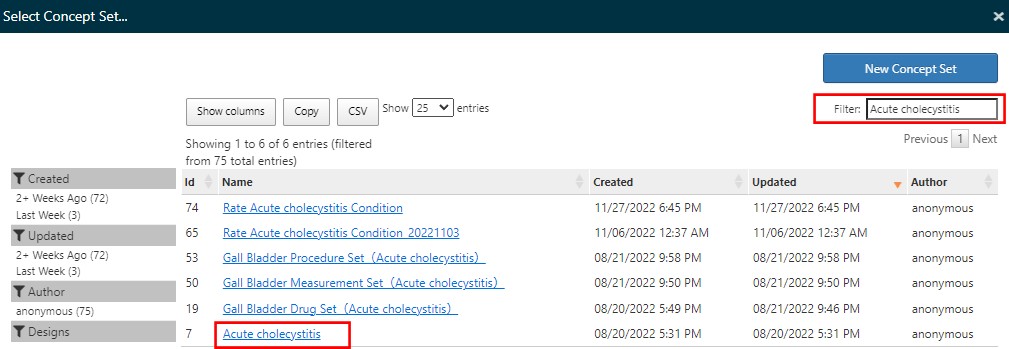 Select Concept Set...
×
New Concept Set
Show columns Copy CSV Show 25 entries
Filter: Acute cholecystitis
Showing 1 to 6 of 6 entries (filtered
from 75 total entries)
Previous 1 Next
Created
2+ Weeks Ago (72)
Last Week (3)
Updated
2+ Weeks Ago (72)
Last Week (3)
Author
anonymous (75)
Designs
Id Name Created Updated Author
74 Rate Acute cholecystitis Condition 11/27/2022 6:45 PM 11/27/2022 6:45 PM anonymous
65 Rate Acute cholecystitis Condition_20221103 11/06/2022 12:37 AM 11/06/2022 12:37 AM anonymous
53 Gall Bladder Procedure Set（Acute cholecystitis） 08/21/2022 9:58 PM 08/21/2022 9:58 PM anonymous
50 Gall Bladder Measurement Set（Acute cholecystitis） 08/21/2022 9:50 PM 08/21/2022 9:50 PM anonymous
19 Gall Bladder Drug Set（Acute cholecystitis） 08/20/2022 5:49 PM 08/21/2022 9:46 PM anonymous
7 Acute cholecystitis 08/20/2022 5:31 PM 08/20/2022 5:31 PM anonymous